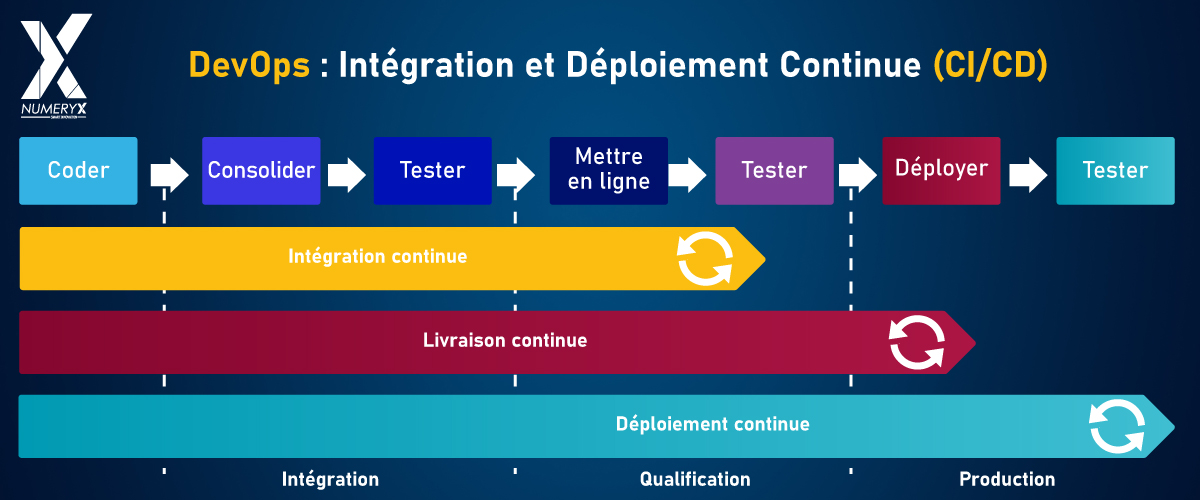 NUMERYX
SMART INNOVATION
DevOps : Intégration et Déploiement Continue (CI/CD)
Coder
Consolider
Tester
Mettre
en ligne
Tester
Déployer
Tester
Intégration continue
Livraison continue
Déploiement continue
Intégration
Qualification
Production